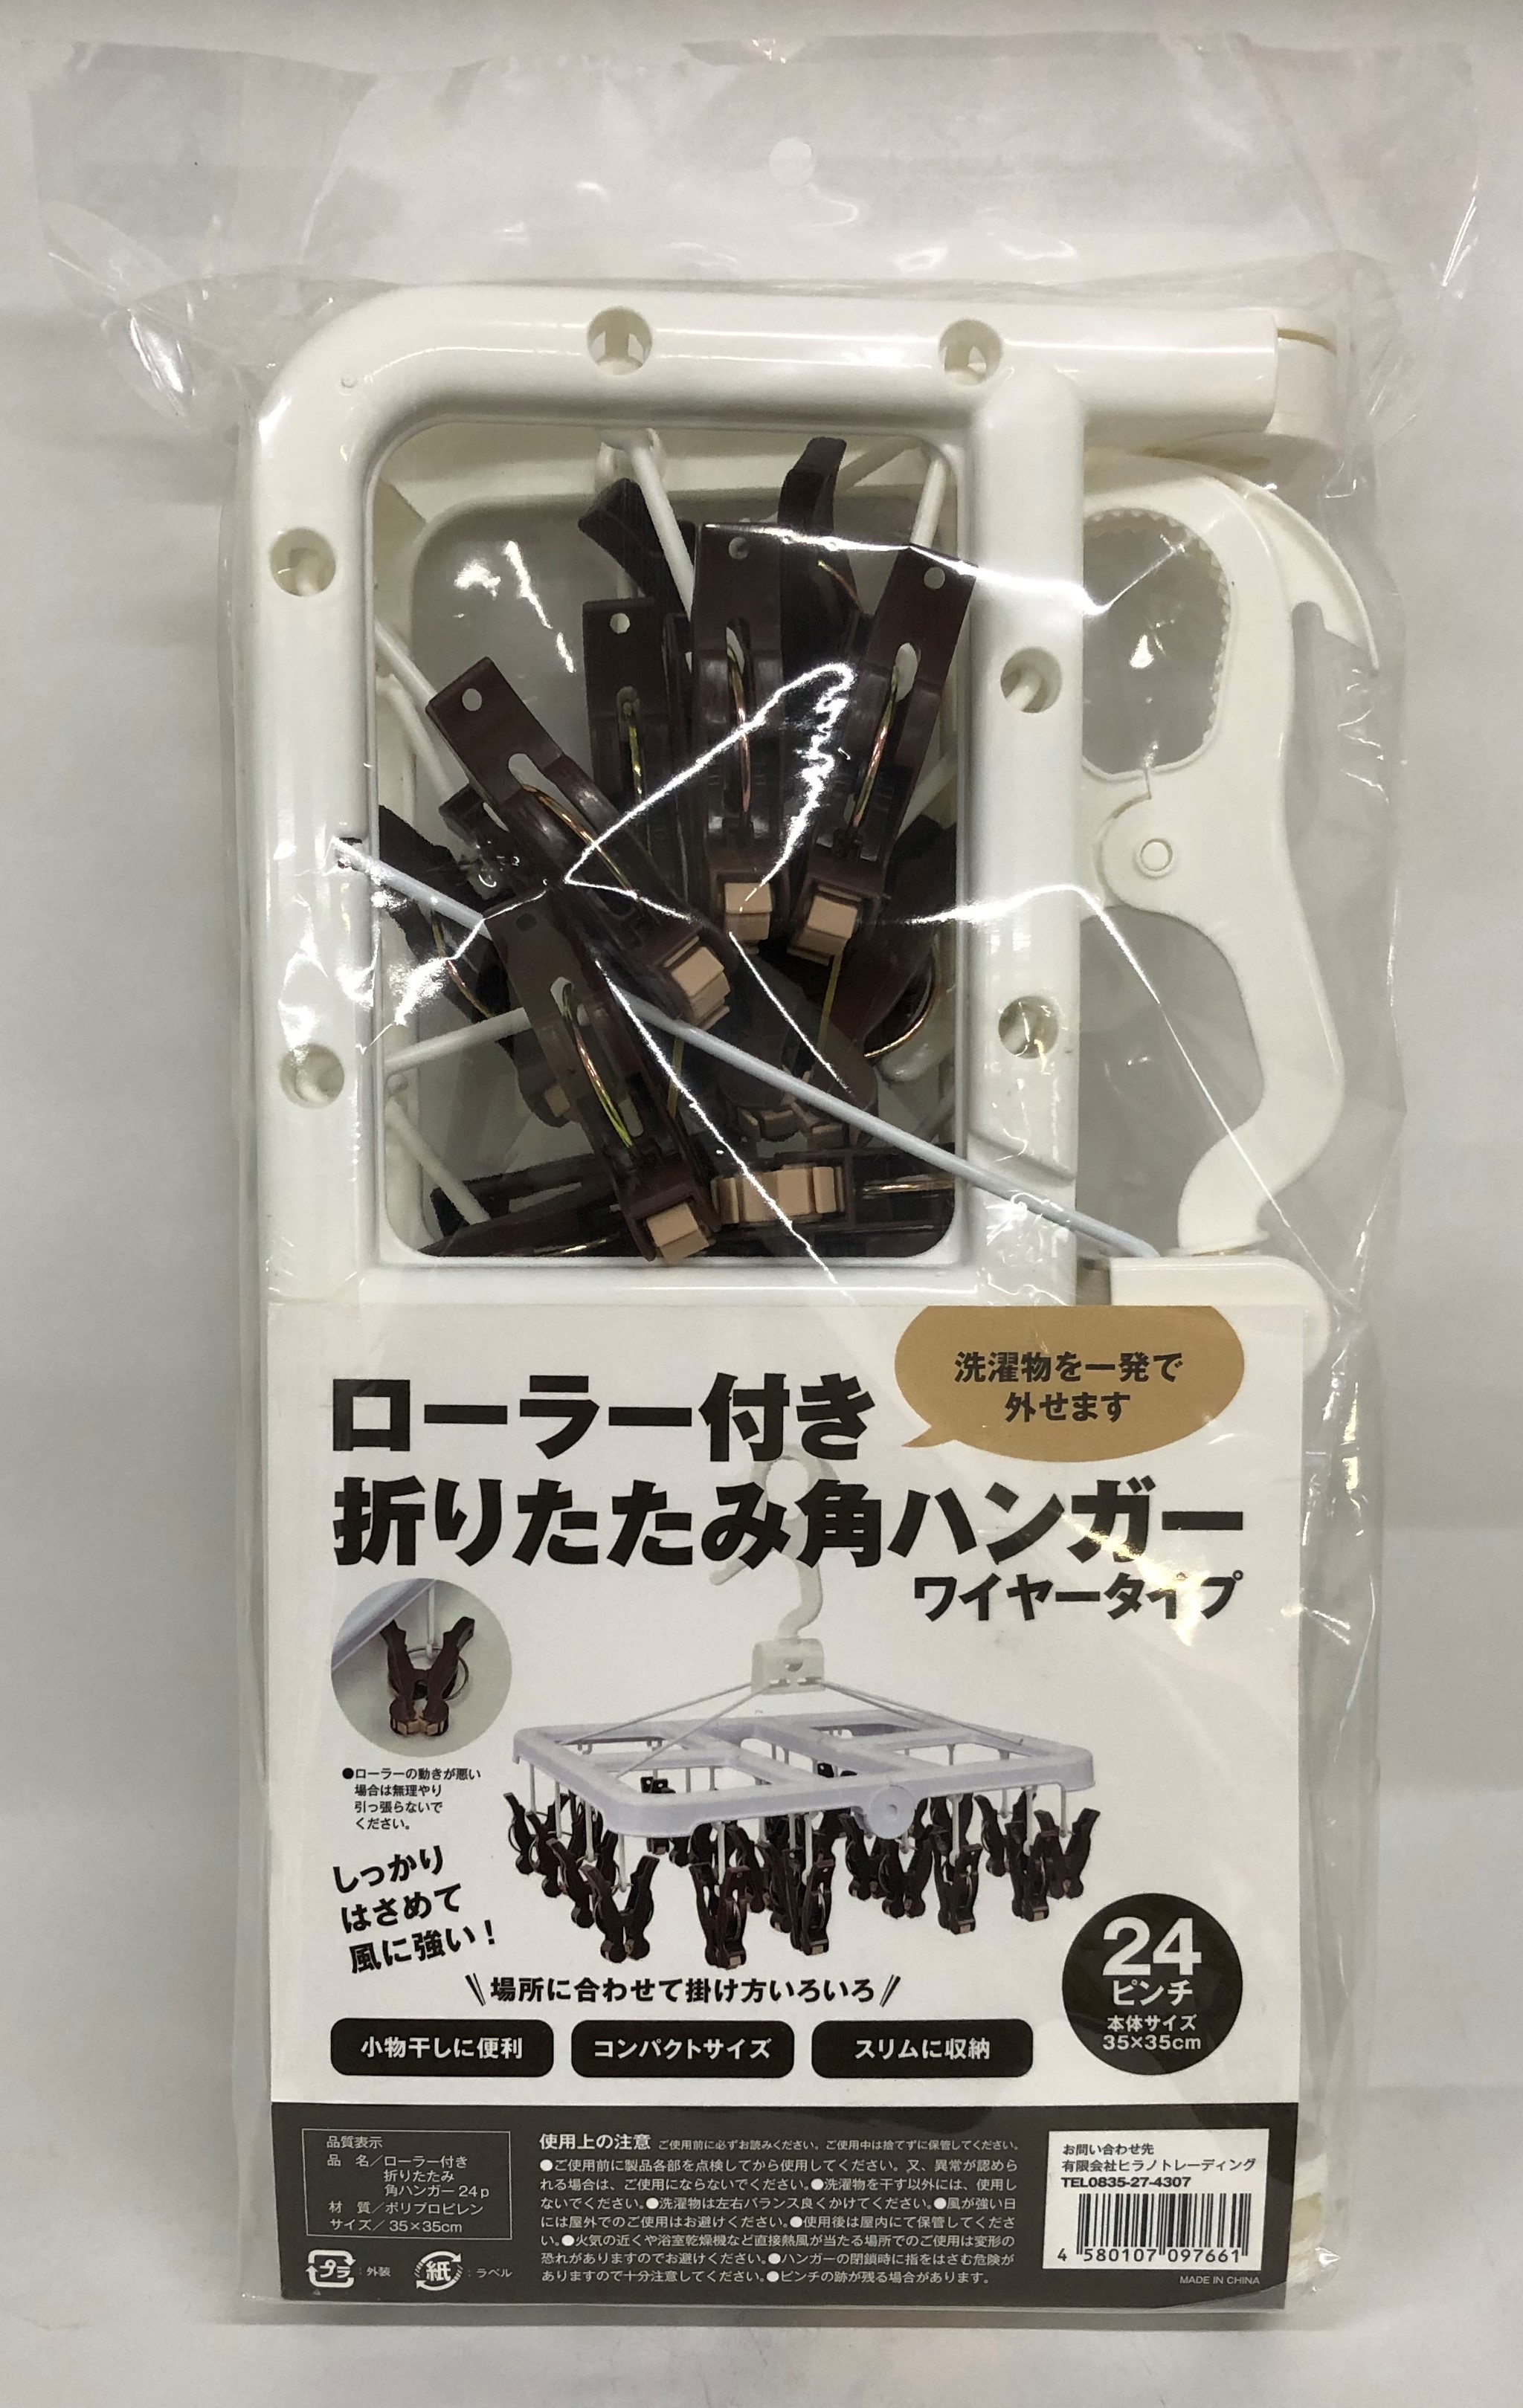 洗濯物を一発で
外せます
ローラー付き
折りたたみ角ハンガー
ワイヤータイプ
●ローラーの動きが悪い
場合は無理やり
引っ張らないで
ください。
しっかり
はさめて
風に強い！
場所に合わせて掛け方いろいろ
小物干しに便利
コンパクトサイズ
スリムに収納
24
ピンチ
本体サイズ
35×35cm
品質表示
品 名／ローラー付き
折りたたみ
角ハンガー 24p
材 質／ポリプロピレン
サイズ／35×35cm
プラ：外装
紙：ラベル
使用上の注意 ご使用前に必ずお読みください。ご使用中は捨てずに保管してください。
●ご使用前に製品各部を点検してから使用してください。又、異常が認めら
れる場合は、ご使用にならないでください。●洗濯物を干す以外には、使用し
ないでください。●洗濯物は左右バランス良くかけてください。●風が強い日
には屋外でのご使用はお避けください。●使用後は屋内にて保管してくださ
い。●火気の近くや浴室乾燥機など直接熱風が当たる場所でのご使用は変形の
恐れがありますのでお避けください。●ハンガーの開鎖時に指をはさむ危険が
ありますので十分注意してください。●ピンチの跡が残る場合があります。
お問い合わせ先
有限会社ヒラノトレーディング
TEL0835-27-4307
4 580107 097661
MADE IN CHINA